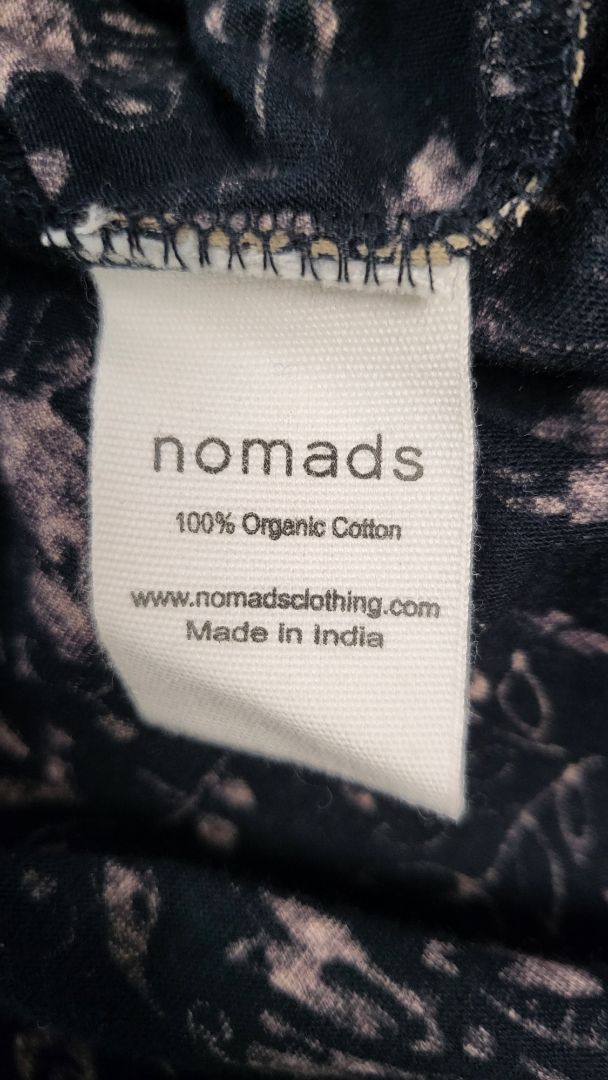 nomads
100% Organic Cotton
www.nomadsclothing.com
Made in India